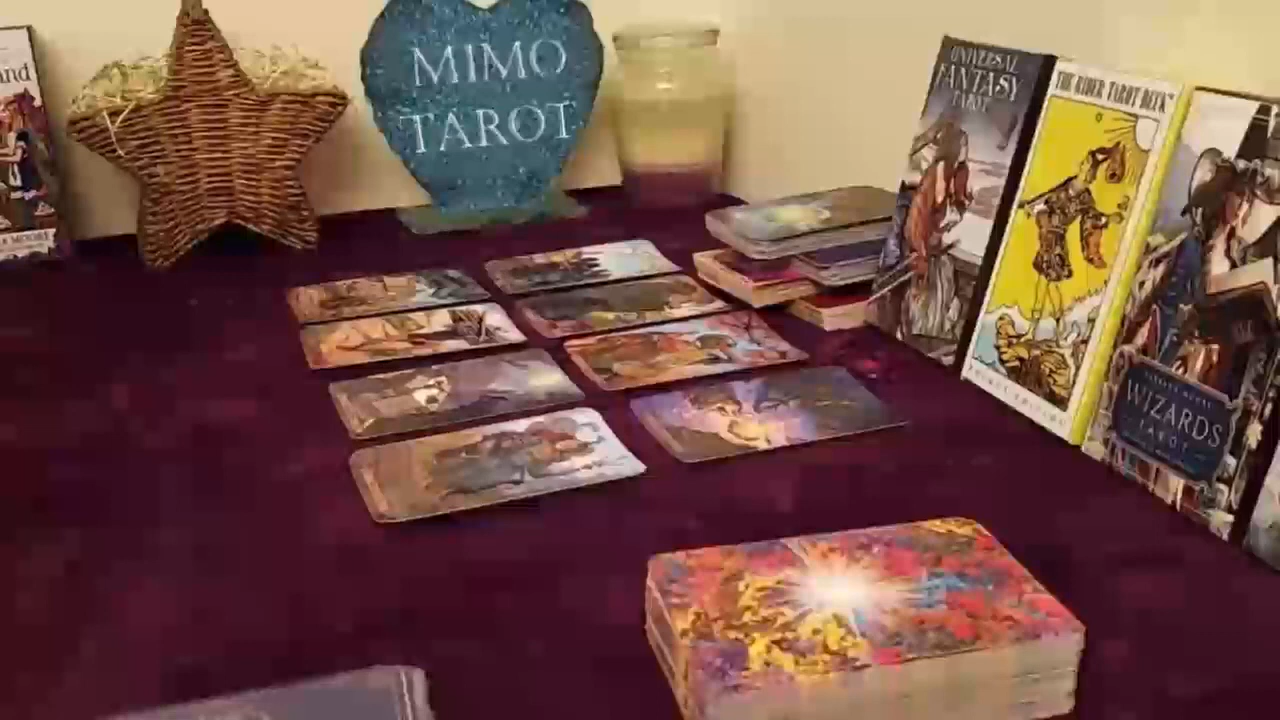 MIMO
TAROT
UNIVERSAL
FANTASY
TAROT
THE RIDER TAROT DECK
WIZARDS
TAROT